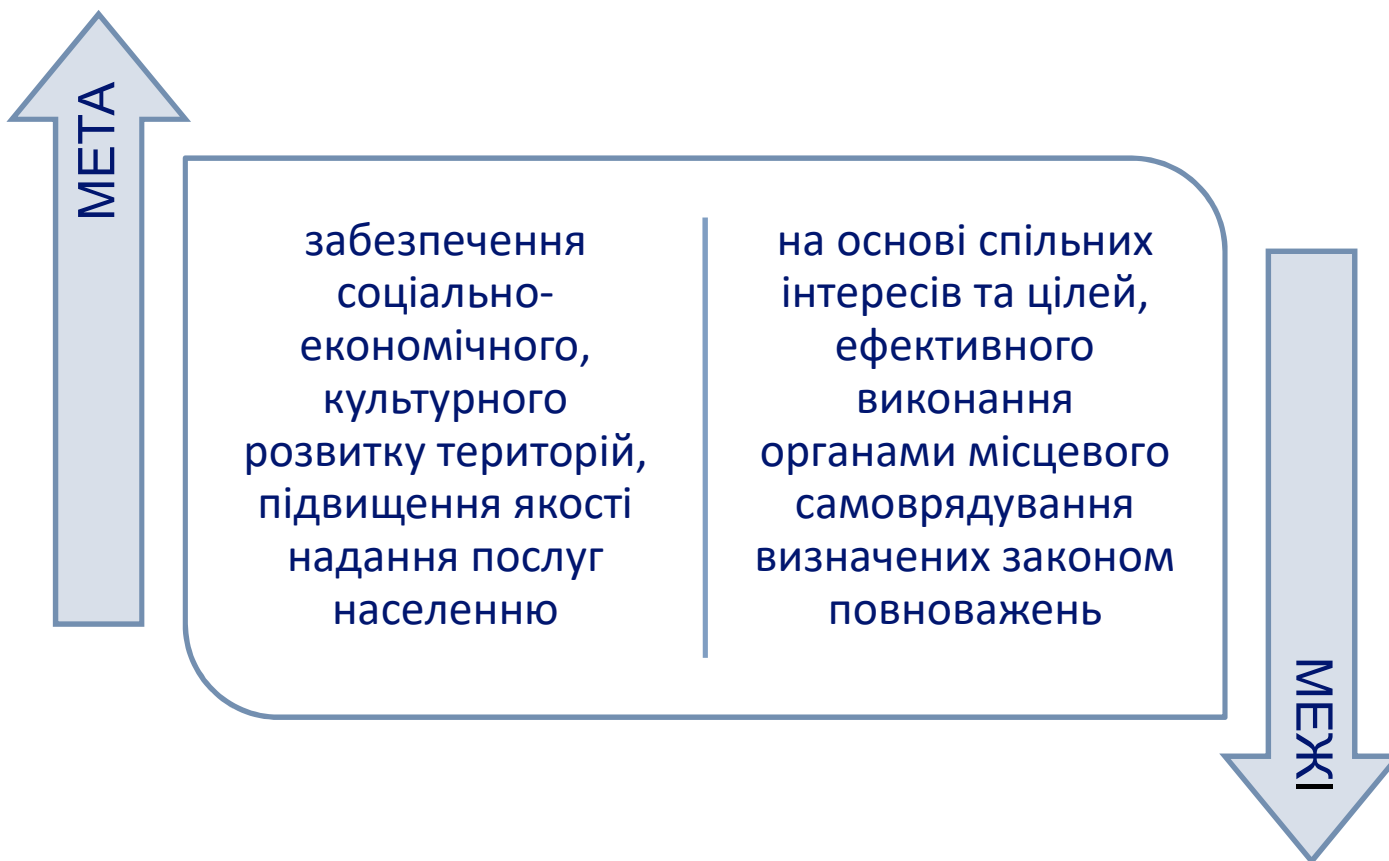 МЕТА
забезпечення
соціально-
економічного,
культурного
розвитку територій,
підвищення якості
надання послуг
населенню
на основі спільних
інтересів та цілей,
ефективного
виконання
органами місцевого
самоврядування
визначених законом
повноважень
МЕЖІ